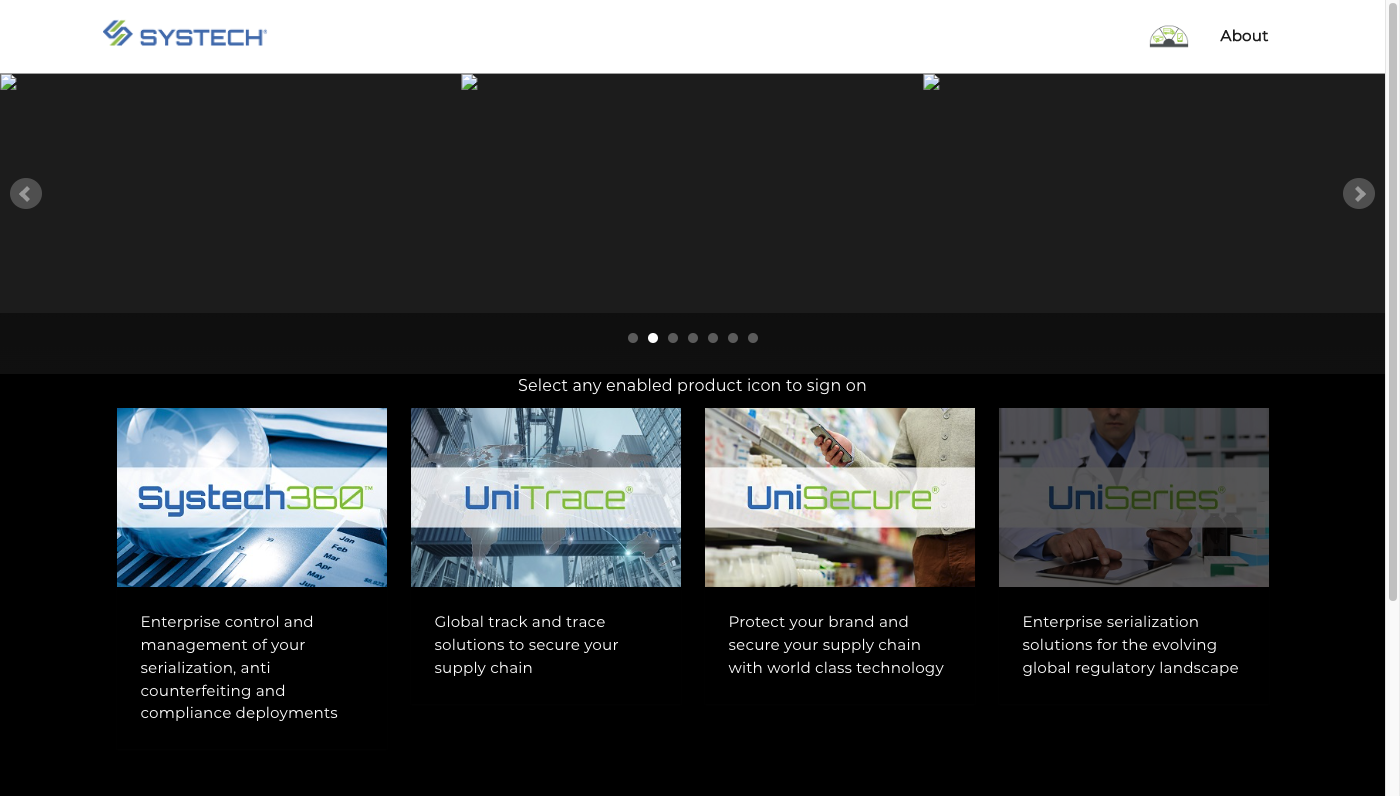 SYSTECH®
About
Select any enabled product icon to sign on
Systech360™
UniTrace®
UniSecure®
UniSeries®
Jan
Feb
Mar
Apr
May
Enterprise control and
management of your
serialization, anti
counterfeiting and
compliance deployments
Global track and trace
solutions to secure your
supply chain
Protect your brand and
secure your supply chain
with world class technology
Enterprise serialization
solutions for the evolving
global regulatory landscape